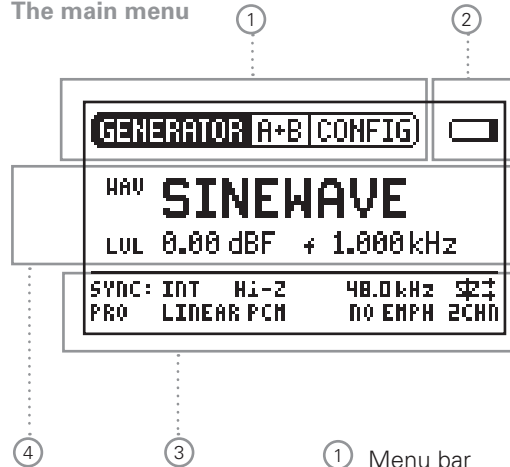 The main menu
1
2
GENERATOR A+B CONFIG
WAV SINEWAVE
LVL 0.00 dBF f 1.000 kHz
SYNC: INT Hi-Z 48.0 kHz
PRO LINEAR PCM NO EMPH 2CHN
4
3
1 Menu bar